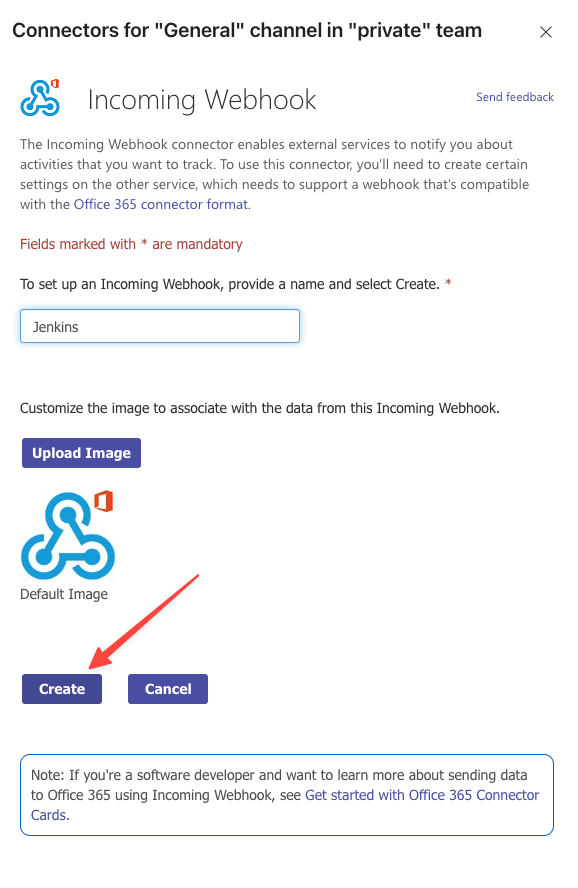 Connectors for "General" channel in "private" team
Incoming Webhook
Send feedback
The Incoming Webhook connector enables external services to notify you about
activities that you want to track. To use this connector, you'll need to create certain
settings on the other service, which needs to support a webhook that's compatible
with the Office 365 connector format.
Fields marked with * are mandatory
To set up an Incoming Webhook, provide a name and select Create. *
Jenkins
Customize the image to associate with the data from this Incoming Webhook.
Upload Image
Default Image
Create
Cancel
Note: If you're a software developer and want to learn more about sending data
to Office 365 using Incoming Webhook, see Get started with Office 365 Connector
Cards.